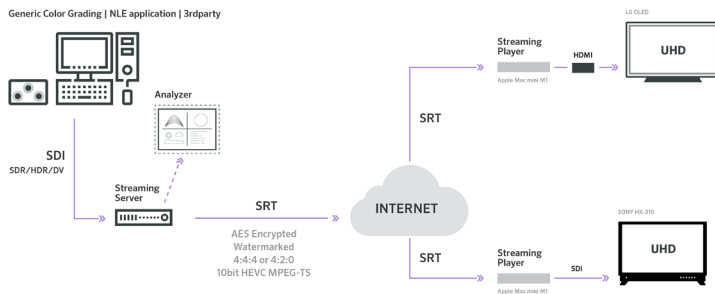 Generic Color Grading | NLE application | 3rdparty
SDI
SDR/HDR/DV
Analyzer
Streaming
Server
SRT
AES Encrypted
Watermarked
4:4:4 or 4:2:0
10bit HEVC MPEG-TS
INTERNET
SRT
Streaming
Player
Apple Mac mini M1
HDMI
LG OLED
UHD
SRT
Streaming
Player
Apple Mac mini M1
SDI
SONY HX-310
UHD